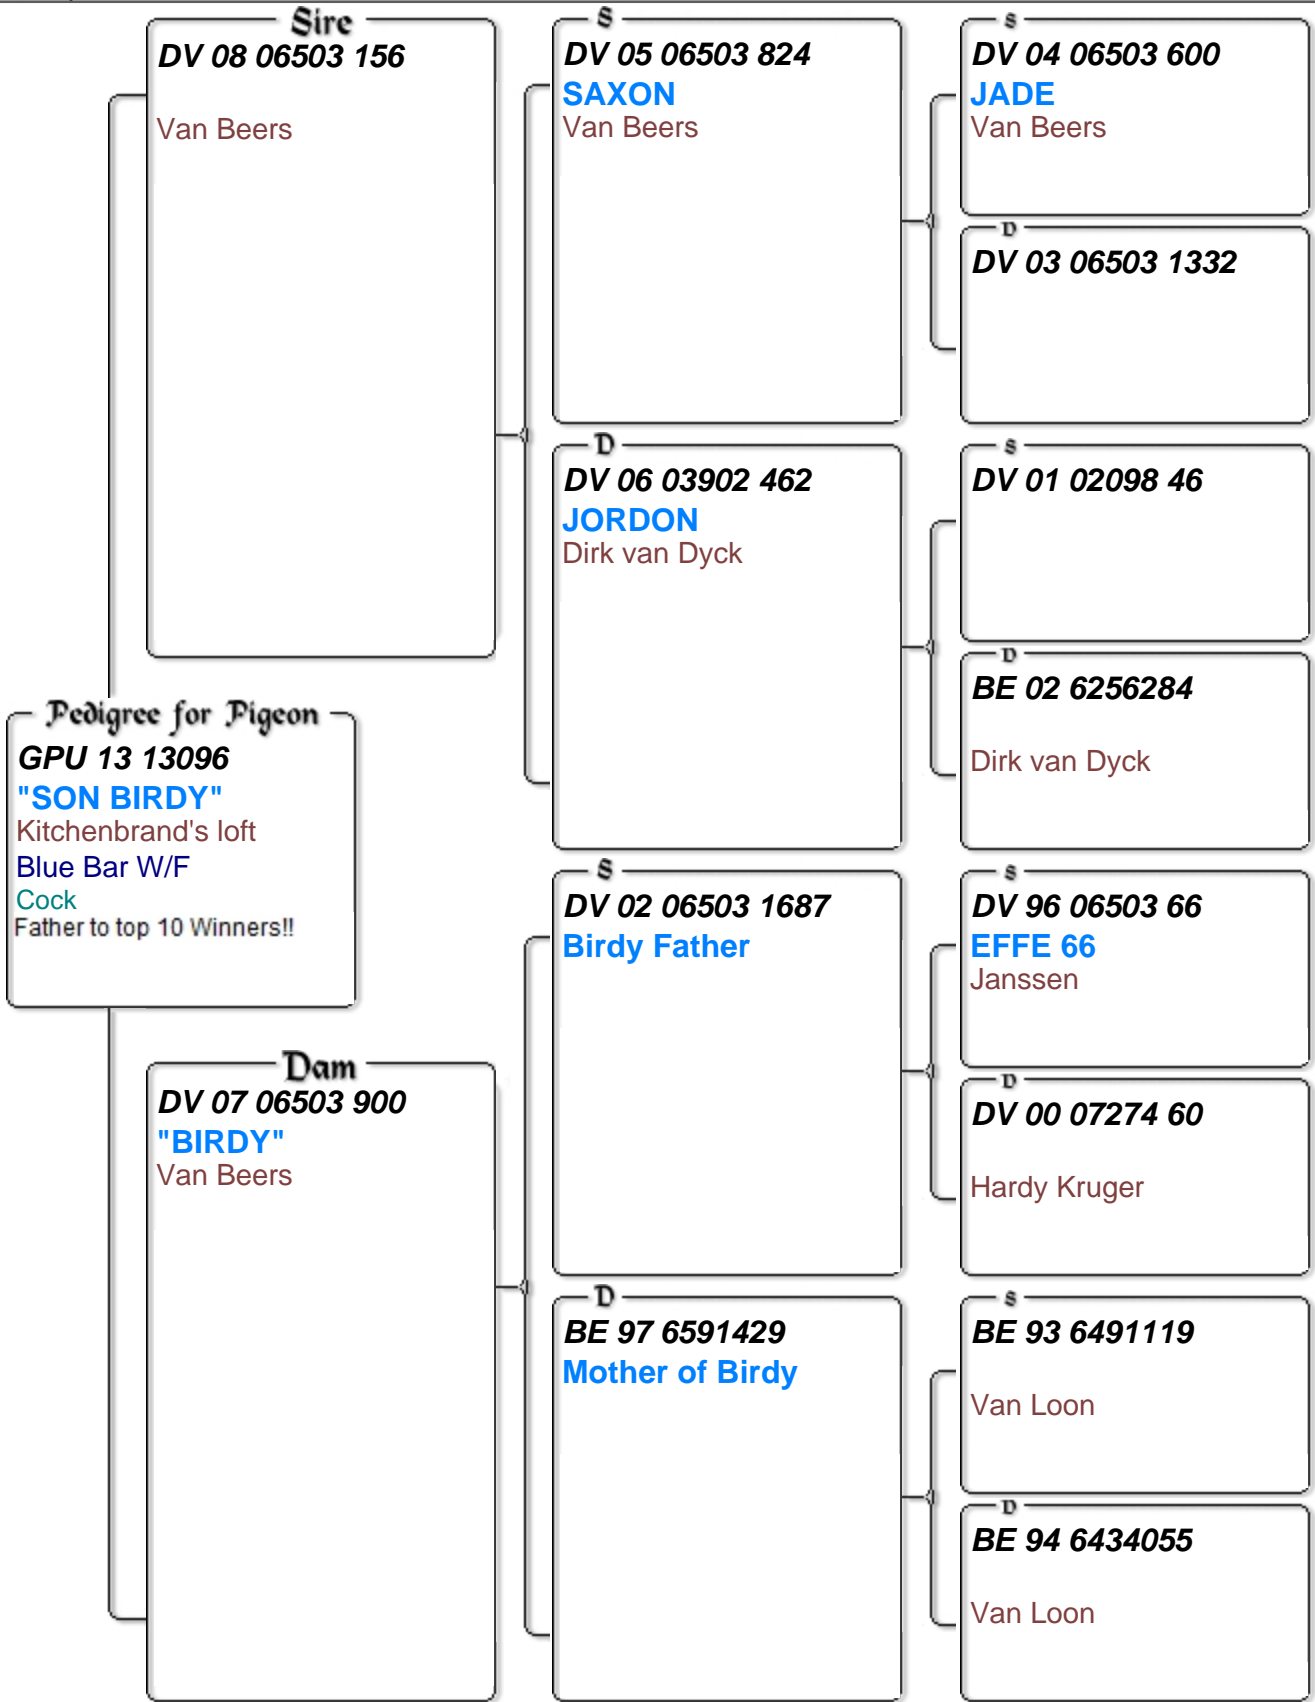 Sire
DV 08 06503 156
Van Beers
S
DV 05 06503 824
SAXON
Van Beers
S
DV 04 06503 600
JADE
Van Beers
D
DV 03 06503 1332
D
DV 06 03902 462
JORDON
Dirk van Dyck
S
DV 01 02098 46
D
BE 02 6256284
Dirk van Dyck
Pedigree for Pigeon
GPU 13 13096
"SON BIRDY"
Kitchenbrand's loft
Blue Bar W/F
Cock
Father to top 10 Winners!!
S
DV 02 06503 1687
Birdy Father
S
DV 96 06503 66
EFFE 66
Janssen
D
DV 00 07274 60
Hardy Kruger
Dam
DV 07 06503 900
"BIRDY"
Van Beers
D
BE 97 6591429
Mother of Birdy
S
BE 93 6491119
Van Loon
D
BE 94 6434055
Van Loon